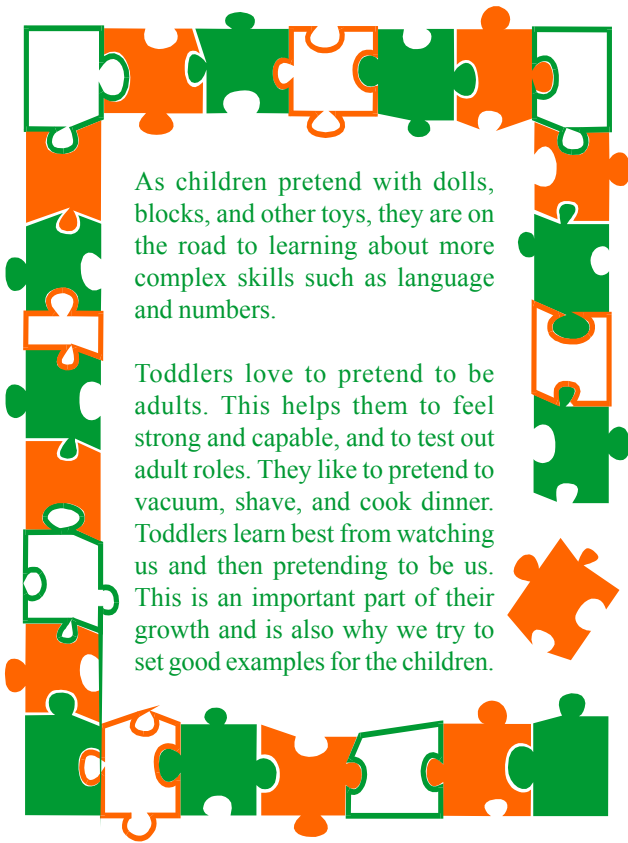 As children pretend with dolls,
blocks, and other toys, they are on
the road to learning about more
complex skills such as language
and numbers.
Toddlers love to pretend to be
adults. This helps them to feel
strong and capable, and to test out
adult roles. They like to pretend to
vacuum, shave, and cook dinner.
Toddlers learn best from watching
us and then pretending to be us.
This is an important part of their
growth and is also why we try to
set good examples for the children.